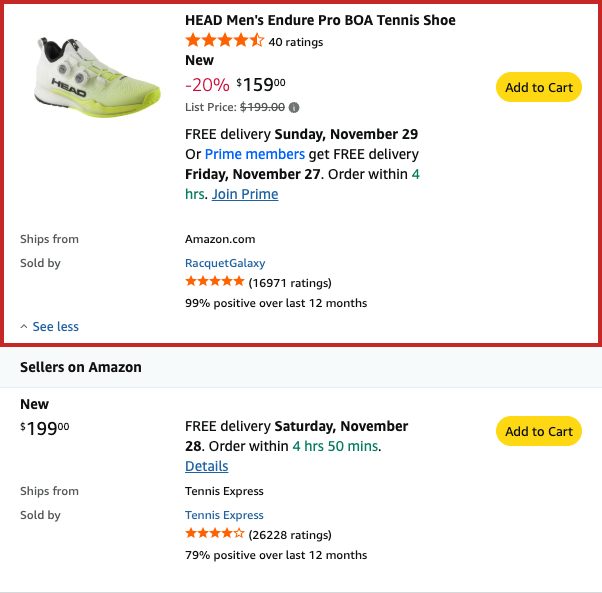 HEAD Men's Endure Pro BOA Tennis Shoe
40 ratings
New
-20% $15900
List Price: $199.00
Add to Cart
FREE delivery Sunday, November 29
Or Prime members get FREE delivery
Friday, November 27. Order within 4
hrs. Join Prime
HEAD
Ships from Amazon.com
Sold by RacquetGalaxy
(16971 ratings)
99% positive over last 12 months
See less
Sellers on Amazon
New
$19900
FREE delivery Saturday, November
28. Order within 4 hrs 50 mins.
Details
Add to Cart
Ships from Tennis Express
Sold by Tennis Express
(26228 ratings)
79% positive over last 12 months